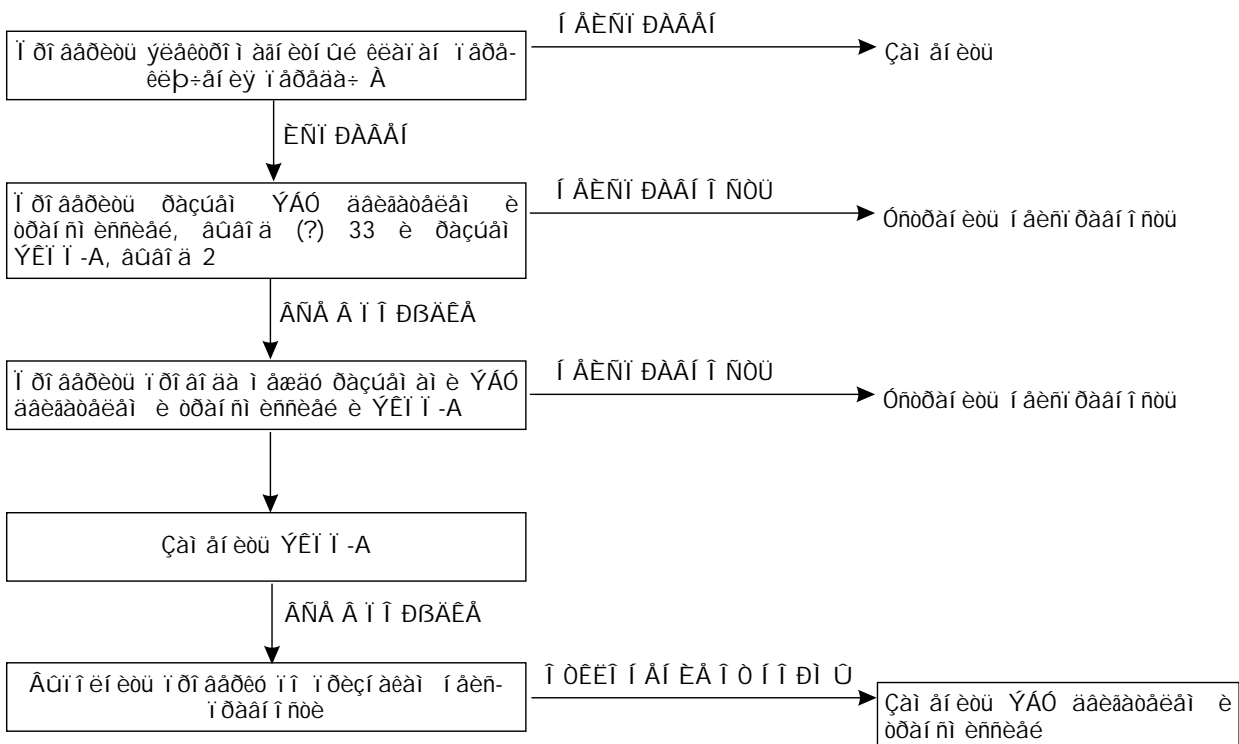 Í ÅÈÑÏ ÐÀÂÅÍ
Ï ðî âåðèòü ýëåêòðî ì àãí èòí ûé êëàï àí ï åðå-
êëþ÷åí èÿ ï åðåäà÷ À
Çàì åí èòü
ÈÑÏ ÐÀÂÅÍ
Ï ðî âåðèòü ðàçúåì ÝÁÓ äâèãàòåëåì è
òðàí ñì èññèåé, âûâî ä (?) 33 è ðàçúåì
ÝÊÏ Ï -A, âûâî ä 2
Í ÅÈÑÏ ÐÀÂÍ Î ÑÒÜ
Óñòðàí èòü í åèñï ðàâí î ñòü
ÂÑÅ Â Ï Î ÐßÄÊÅ
Ï ðî âåðèòü ï ðî âî äà ì åæäó ðàçúåì àì è ÝÁÓ
äâèãàòåëåì è òðàí ñì èññèåé è ÝÊÏ Ï -A
Í ÅÈÑÏ ÐÀÂÍ Î ÑÒÜ
Óñòðàí èòü í åèñï ðàâí î ñòü
Çàì åí èòü ÝÊÏ Ï -A
ÂÑÅ Â Ï Î ÐßÄÊÅ
Âûï î ëí èòü ï ðî âåðêó ï î ï ðèçí àêàì í åèñ-
ï ðàâí î ñòè
Î ÒÊËÎ Í ÅÍ ÈÅ Î Ò Í Î ÐÌ Û
Çàì åí èòü ÝÁÓ äâèãàòåëåì è
òðàí ñì èññèåé